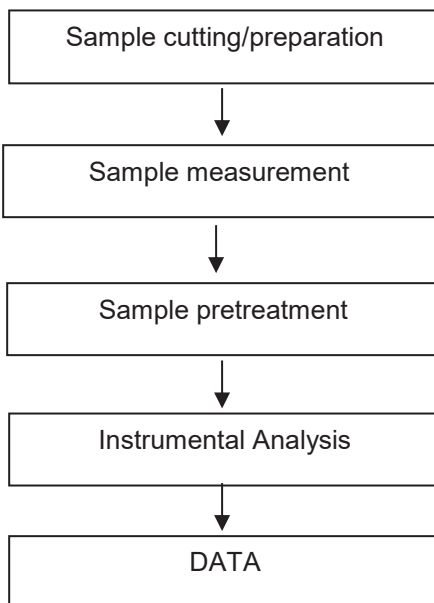 Sample cutting/preparation
Sample measurement
Sample pretreatment
Instrumental Analysis
DATA